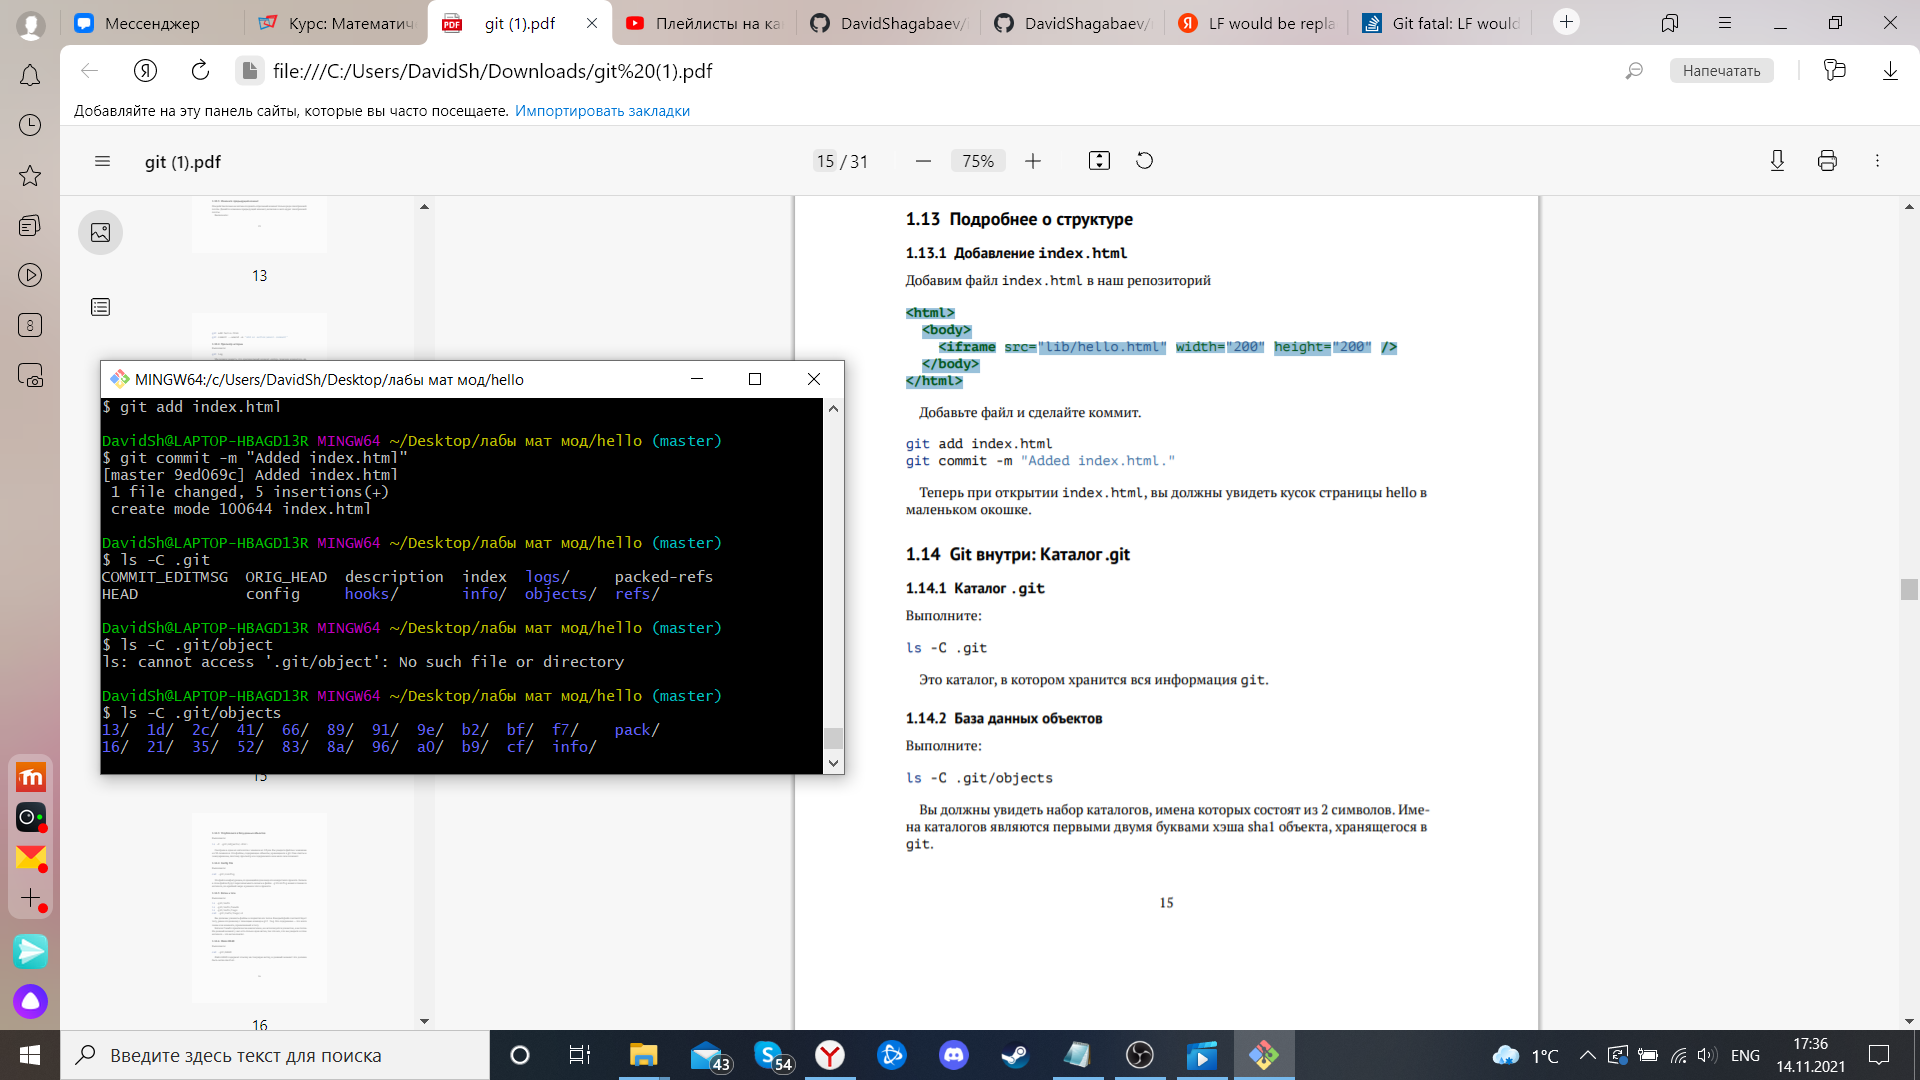 Мессенджер
Курс: Математич
git (1).pdf
Плейлисты на ка
DavidShagabaev/
DavidShagabaev/
LF would be repla
Git fatal: LF would
file:///C:/Users/DavidSh/Downloads/git%20(1).pdf
Напечатать
Добавляйте на эту панель сайты, которые вы часто посещаете. Импортировать закладки
git (1).pdf
15 / 31
75%
13
8
1.13 Подробнее о структуре
1.13.1 Добавление index.html
Добавим файл index.html в наш репозиторий
<html>
<body>
<iframe src="lib/hello.html" width="200" height="200" />
</body>
</html>
Добавьте файл и сделайте коммит.
git add index.html
git commit -m "Added index.html."
Теперь при открытии index.html, вы должны увидеть кусок страницы hello в
маленьком окошке.
1.14 Git внутри: Каталог .git
1.14.1 Каталог .git
Выполните:
ls -C .git
Это каталог, в котором хранится вся информация git.
1.14.2 База данных объектов
Выполните:
ls -C .git/objects
Вы должны увидеть набор каталогов, имена которых состоят из 2 символов. Име-
на каталогов являются первыми двумя буквами хэша sha1 объекта, хранящегося в
git.
15
MINGW64:/c/Users/DavidSh/Desktop/лабы мат мод/hello
$ git add index.html
DavidSh@LAPTOP-HBAGD13R MINGW64 ~/Desktop/лабы мат мод/hello (master)
$ git commit -m "Added index.html"
[master 9ed069c] Added index.html
1 file changed, 5 insertions(+)
create mode 100644 index.html
DavidSh@LAPTOP-HBAGD13R MINGW64 ~/Desktop/лабы мат мод/hello (master)
$ ls -C .git
COMMIT_EDITMSG ORIG_HEAD description index logs/ packed-refs
HEAD config hooks/ info/ objects/ refs/
DavidSh@LAPTOP-HBAGD13R MINGW64 ~/Desktop/лабы мат мод/hello (master)
$ ls -C .git/object
ls: cannot access '.git/object': No such file or directory
DavidSh@LAPTOP-HBAGD13R MINGW64 ~/Desktop/лабы мат мод/hello (master)
$ ls -C .git/objects
13/ 1d/ 2c/ 41/ 66/ 89/ 91/ 9e/ b2/ bf/ f7/ pack/
16/ 21/ 35/ 52/ 83/ 8a/ 96/ a0/ b9/ cf/ info/
15
16
Введите здесь текст для поиска
43
54
1°C
ENG
17:36
14.11.2021